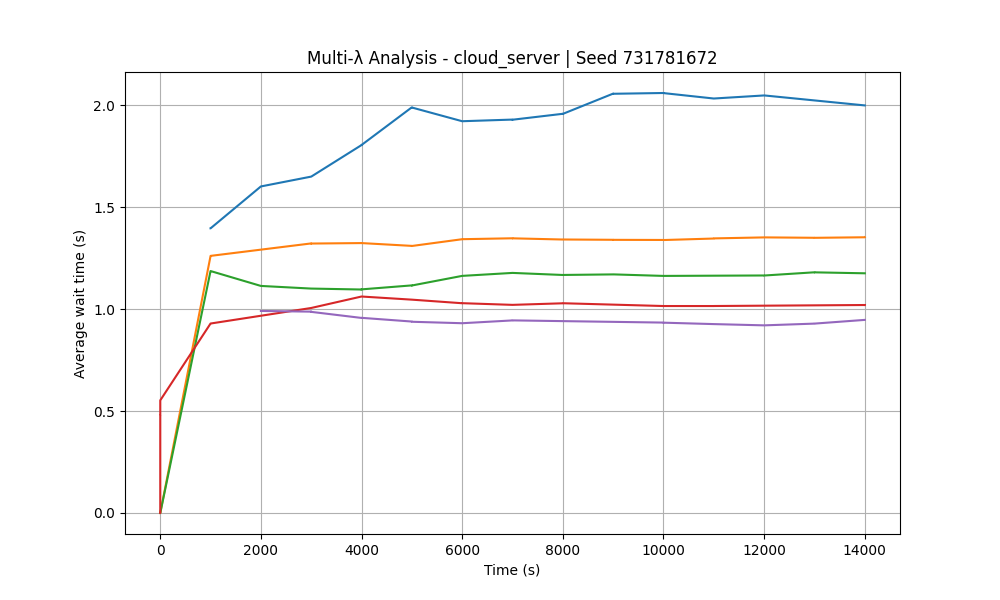 Multi-λ Analysis - cloud_server | Seed 731781672
Average wait time (s)
2.0
1.5
1.0
0.5
0.0
0 2000 4000 6000 8000 10000 12000 14000
Time (s)